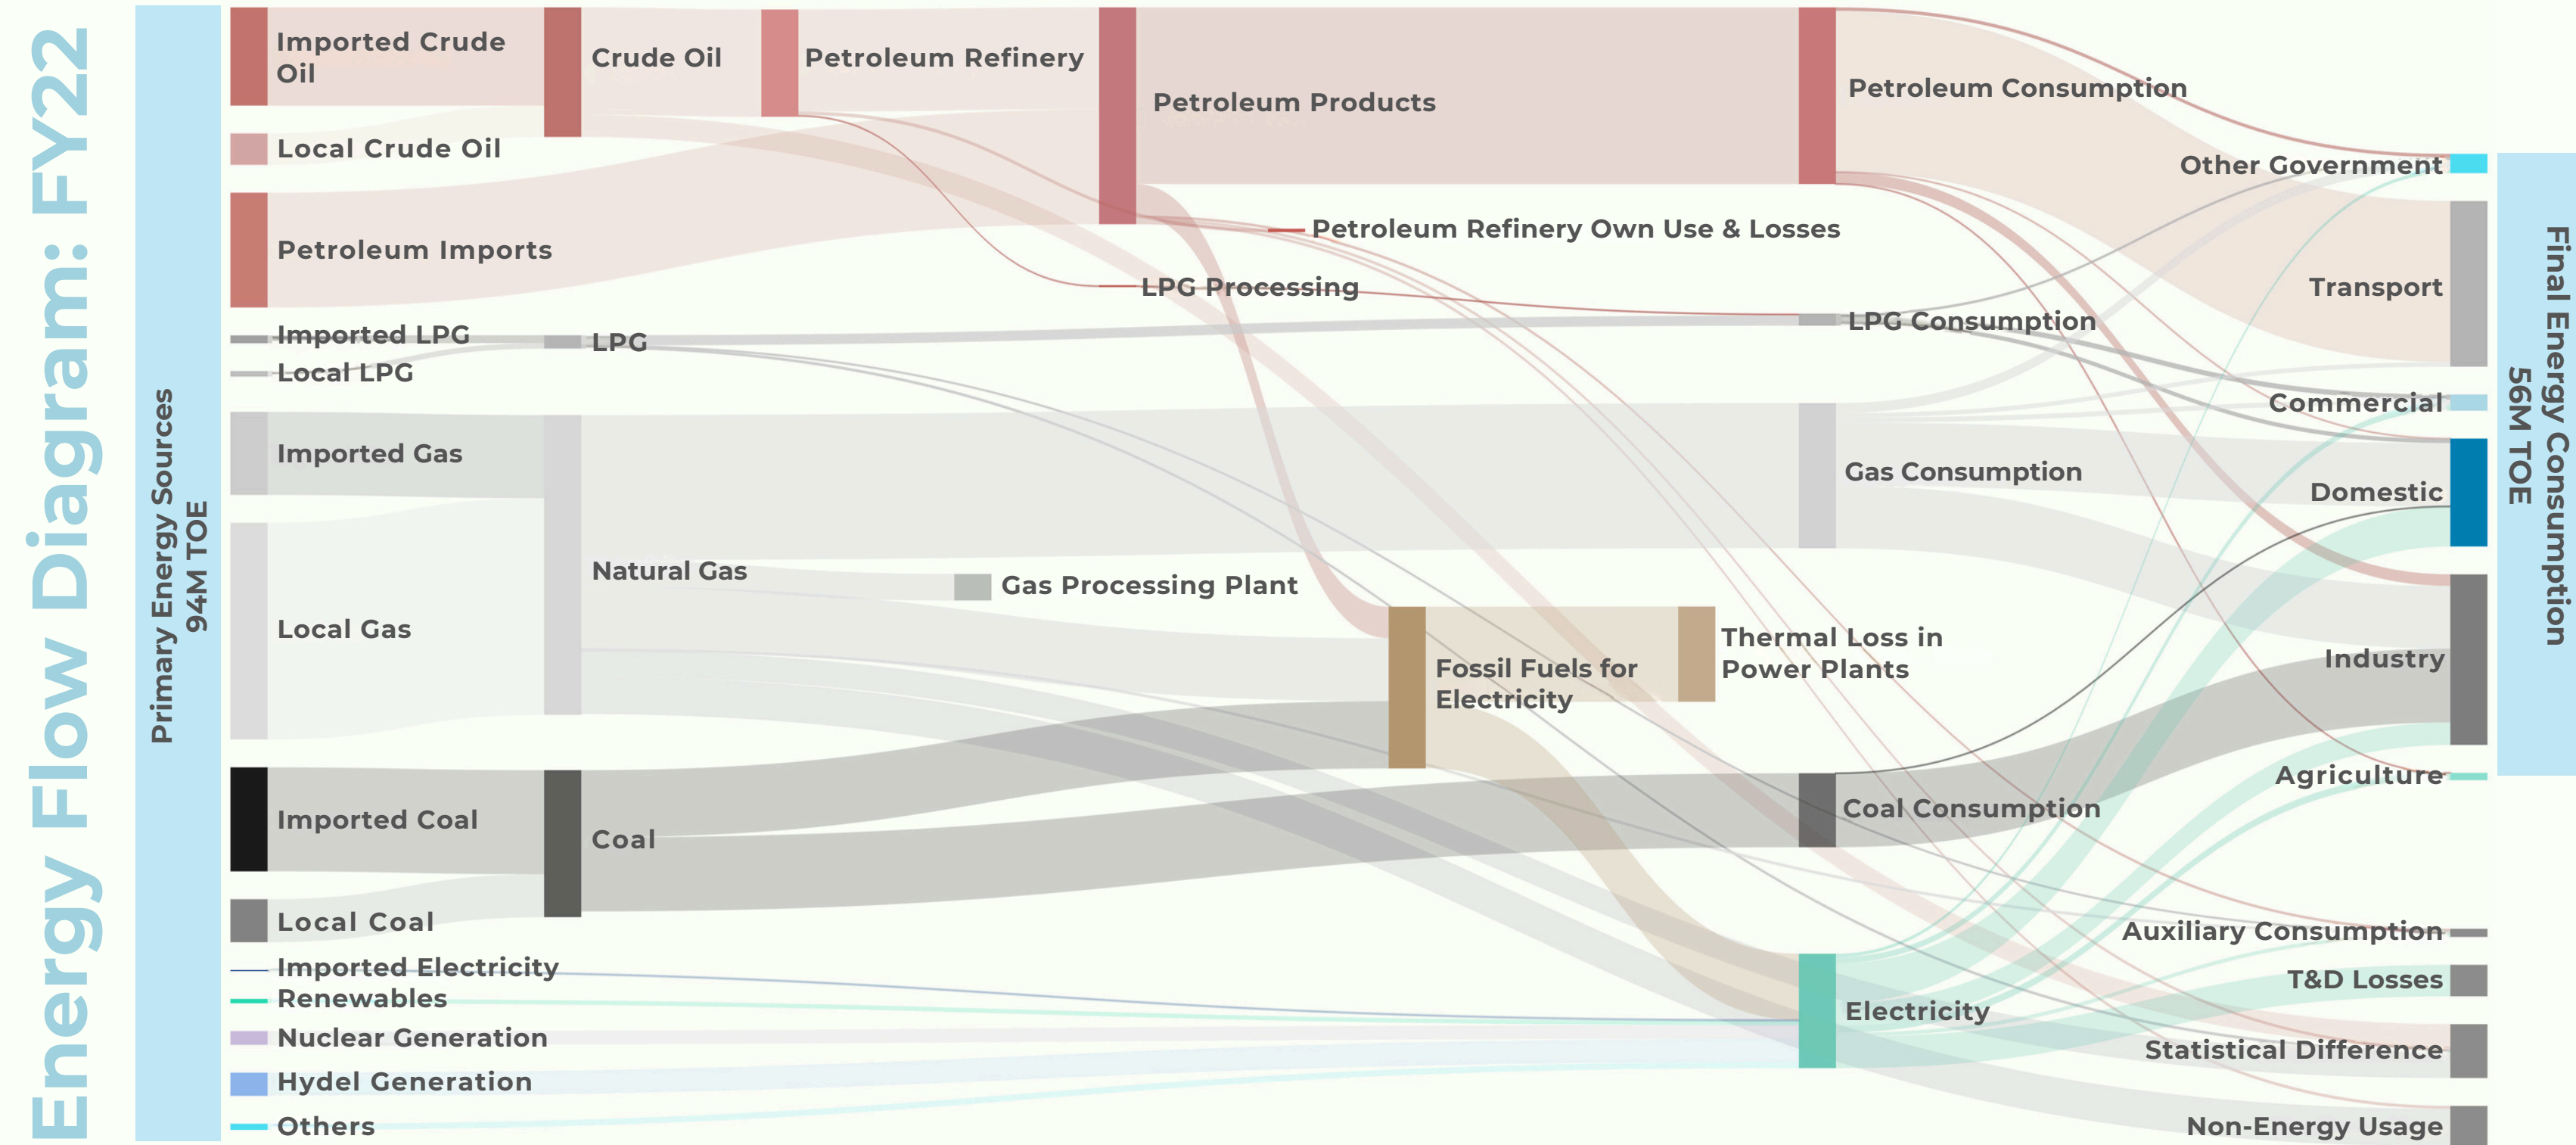 Energy Flow Diagram: FY22
Primary Energy Sources
94M TOE
Imported Crude
Oil
Local Crude Oil
Petroleum Imports
Imported LPG
Local LPG
Imported Gas
Local Gas
Imported Coal
Local Coal
Imported Electricity
Renewables
Nuclear Generation
Hydel Generation
Others
Crude Oil
LPG
Natural Gas
Coal
Petroleum Refinery
Gas Processing Plant
Petroleum Products
Petroleum Refinery Own Use & Losses
LPG Processing
Fossil Fuels for
Electricity
Thermal Loss in
Power Plants
Petroleum Consumption
LPG Consumption
Gas Consumption
Coal Consumption
Electricity
Other Government
Transport
Commercial
Domestic
Industry
Agriculture
Auxiliary Consumption
T&D Losses
Statistical Difference
Non-Energy Usage
Final Energy Consumption
56M TOE